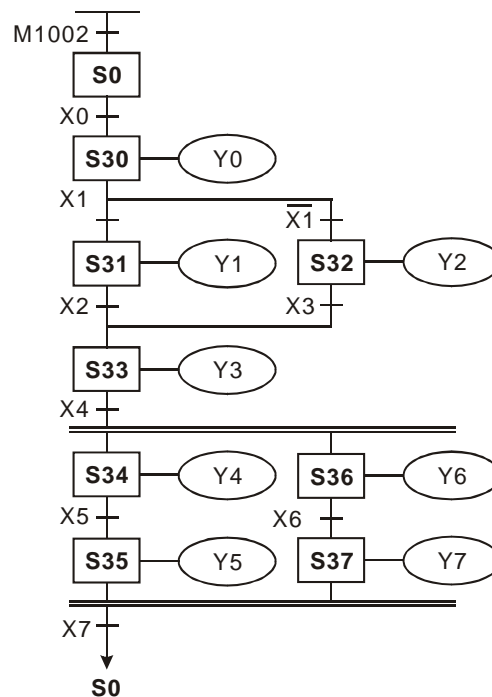 M1002
S0
X0
S30 Y0
X1 X̅1̅
S31 Y1 S32 Y2
X2 X3
S33 Y3
X4
S34 Y4 S36 Y6
X5 X6
S35 Y5 S37 Y7
X7
S0